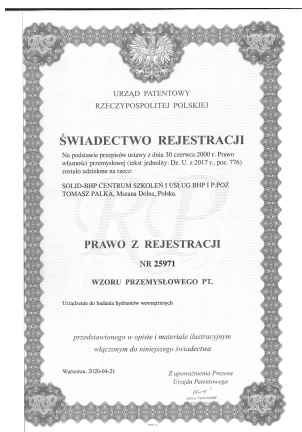 URZĄD PATENTOWY
RZECZYPOSPOLITEJ POLSKIEJ
ŚWIADECTWO REJESTRACJI
Na podstawie przepisów ustawy z dnia 30 czerwca 2000 r. Prawo
własności przemysłowej (tekst jednolity: Dz. U. z 2017 r., poz. 776)
zostało udzielone na rzecz:
SOLID-BHP CENTRUM SZKOLEŃ I USŁUG BHP I P.POŻ
TOMASZ PALKA, Mszana Dolna, Polska.
PRAWO Z REJESTRACJI
NR 25971
WZORU PRZEMYSŁOWEGO PT.
Urządzenie do badania hydrantów wewnętrznych
przedstawionego w opisie i materiale ilustracyjnym
włączonym do niniejszego świadectwa
Warszawa, 2020-04-21
Z upoważnienia Prezesa
Urzędu Patentowego